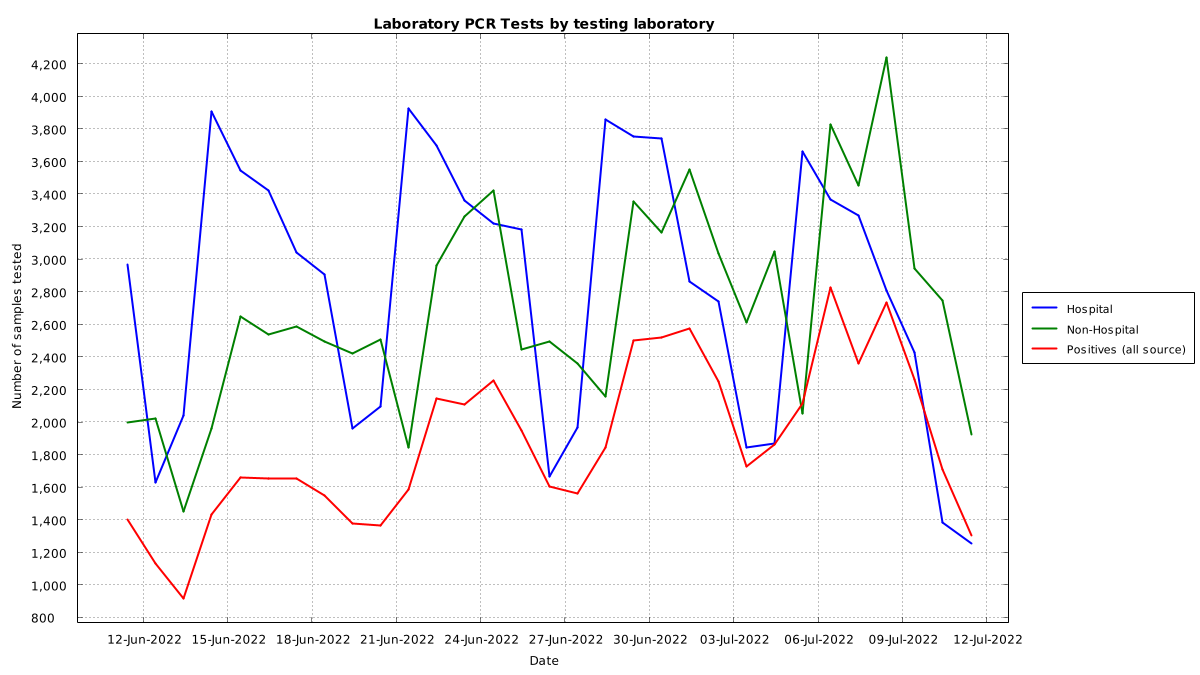 Laboratory PCR Tests by testing laboratory
4,200
4,000
3,800
3,600
3,400
3,200
3,000
2,800
2,600
2,400
2,200
2,000
1,800
1,600
1,400
1,200
1,000
800
Number of samples tested
12-Jun-2022 15-Jun-2022 18-Jun-2022 21-Jun-2022 24-Jun-2022 27-Jun-2022 30-Jun-2022 03-Jul-2022 06-Jul-2022 09-Jul-2022 12-Jul-2022
Date
Hospital
Non-Hospital
Positives (all source)